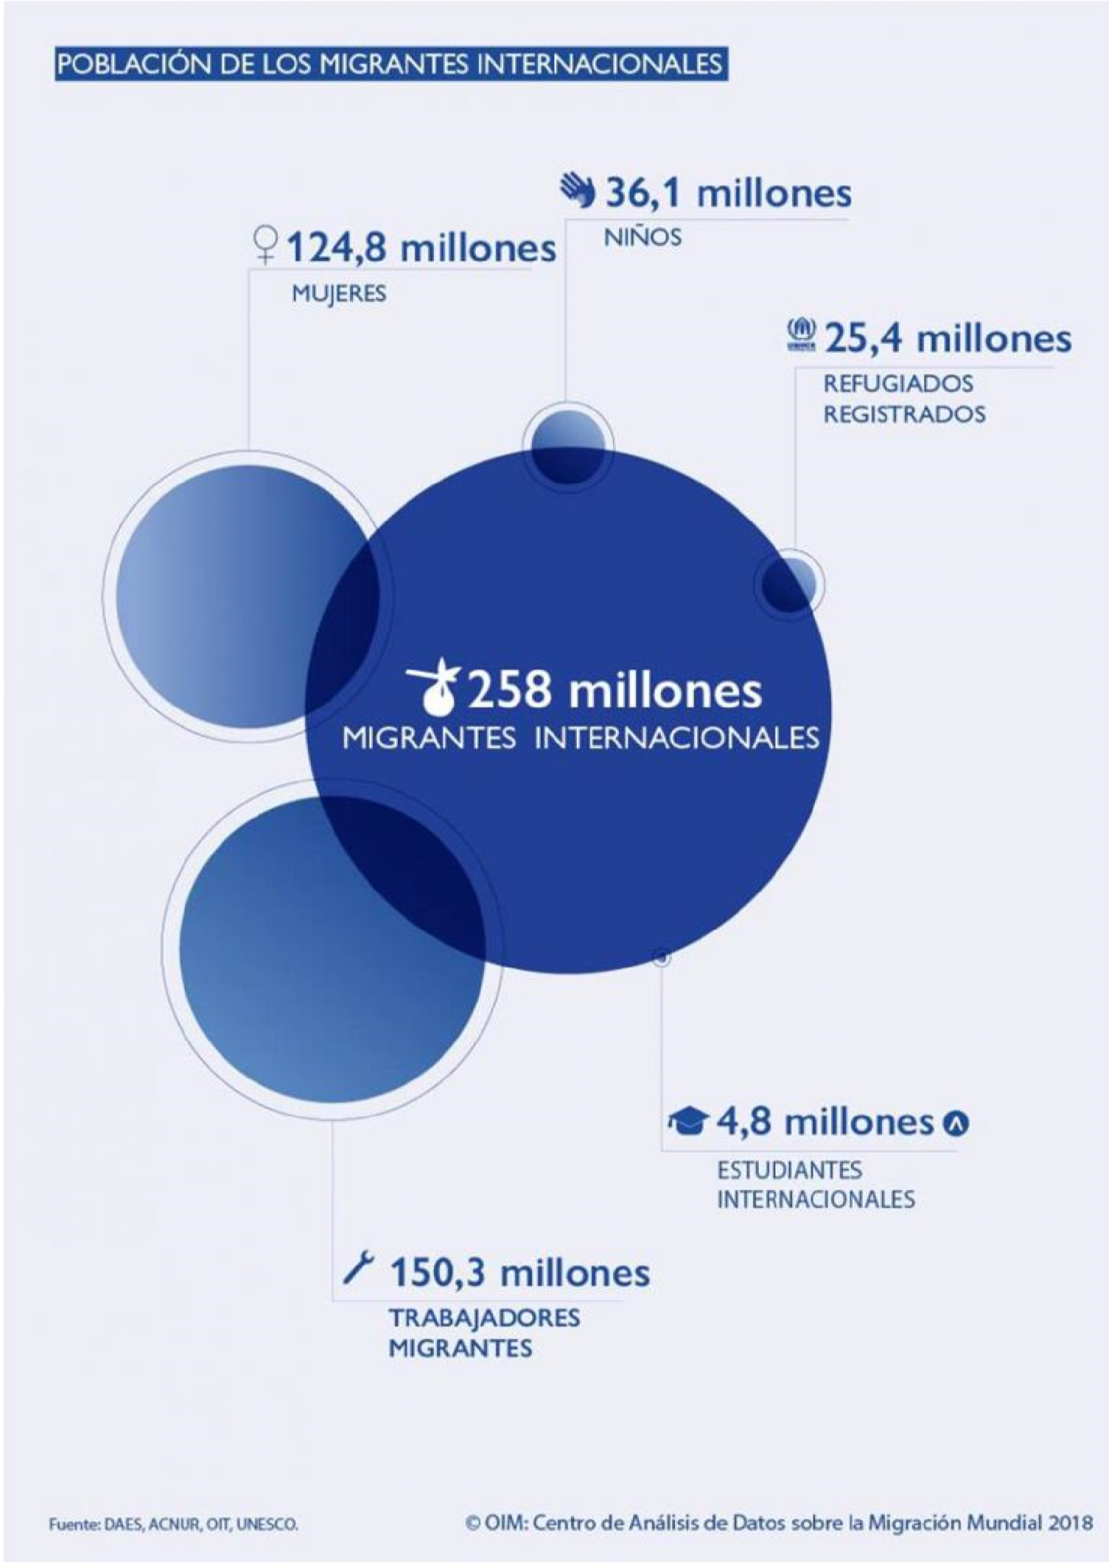 POBLACIÓN DE LOS MIGRANTES INTERNACIONALES
36,1 millones
NIÑOS
124,8 millones
MUJERES
25,4 millones
REFUGIADOS
REGISTRADOS
258 millones
MIGRANTES INTERNACIONALES
4,8 millones
ESTUDIANTES
INTERNACIONALES
150,3 millones
TRABAJADORES
MIGRANTES
Fuente: DAES, ACNUR, OIT, UNESCO.
© OIM: Centro de Análisis de Datos sobre la Migración Mundial 2018